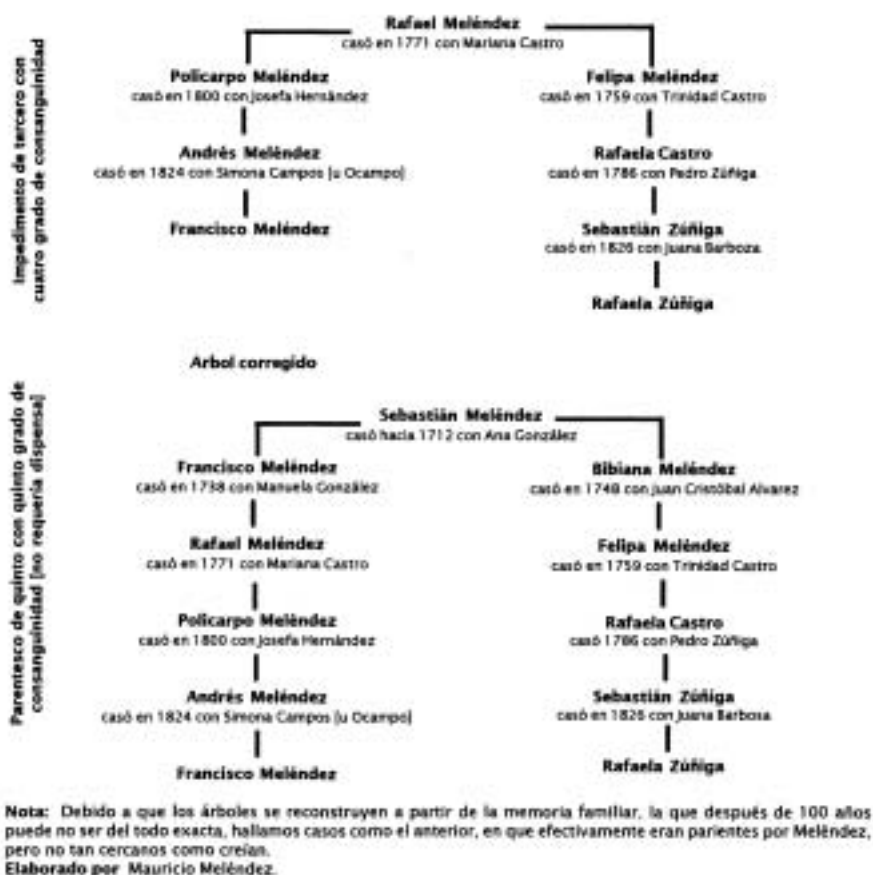 Impedimento de tercero con
cuatro grado de consanguinidad
Rafael Meléndez
casó en 1771 con Mariana Castro
Policarpo Meléndez
casó en 1800 con Josefa Hernández
Felipa Meléndez
casó en 1759 con Trinidad Castro
Andrés Meléndez
casó en 1824 con Simona Campos [u Ocampo]
Rafaela Castro
casó en 1786 con Pedro Zúñiga
Francisco Meléndez
Sebastián Zúñiga
casó en 1826 con Juana Barboza
Rafaela Zúñiga
Arbol corregido
Parentesco de quinto con quinto grado de
consanguinidad [no requería dispensa]
Sebastián Meléndez
casó hacia 1712 con Ana González
Francisco Meléndez
casó en 1738 con Manuela González
Bibiana Meléndez
casó en 1748 con Juan Cristóbal Alvarez
Rafael Meléndez
casó en 1771 con Mariana Castro
Felipa Meléndez
casó en 1759 con Trinidad Castro
Policarpo Meléndez
casó en 1800 con Josefa Hernández
Rafaela Castro
casó 1786 con Pedro Zúñiga
Andrés Meléndez
casó en 1824 con Simona Campos [u Ocampo]
Sebastián Zúñiga
casó en 1826 con Juana Barbosa
Francisco Meléndez
Rafaela Zúñiga
Nota: Debido a que los árboles se reconstruyen a partir de la memoria familiar, la que después de 100 años
puede no ser del todo exacta, hallamos casos como el anterior, en que efectivamente eran parientes por Meléndez,
pero no tan cercanos como creían.
Elaborado por Mauricio Meléndez.